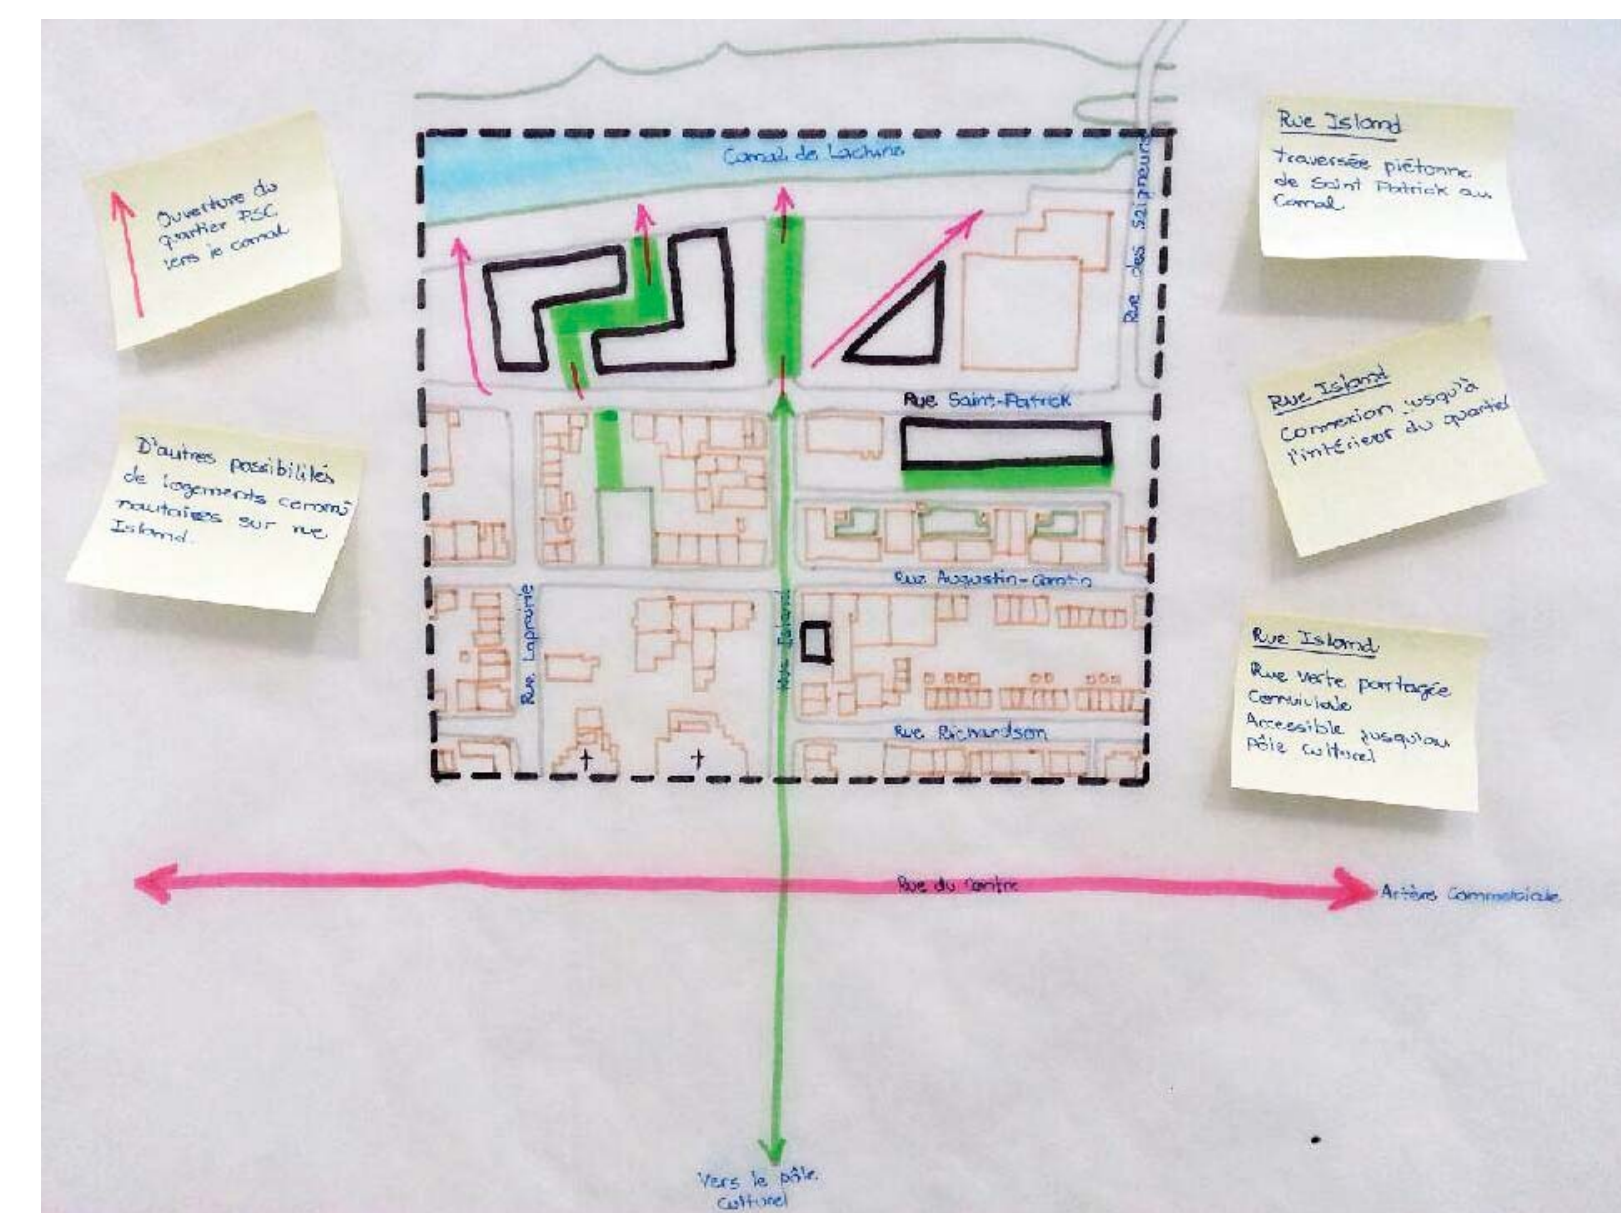 Ouverture du
quartier PSC
vers le canal
D'autres possibilités
de logements commu
nautaires sur rue
Island.
Canal de Lachine
Rue des Seigneurs
Rue Saint-Patrick
Rue Augustin-Cantin
Rue Laprairie
Rue Island
Rue Richardson
Rue du Centre
Artère Commerciale
Vers le pôle
Culturel
Rue Island
traversée piétonne
de Saint Patrick au
Canal
Rue Island
Connexion jusqu'à
l'intérieur du quartier
Rue Island
Rue verte partagée
Conviviale
Accessible jusqu'au
pôle culturel